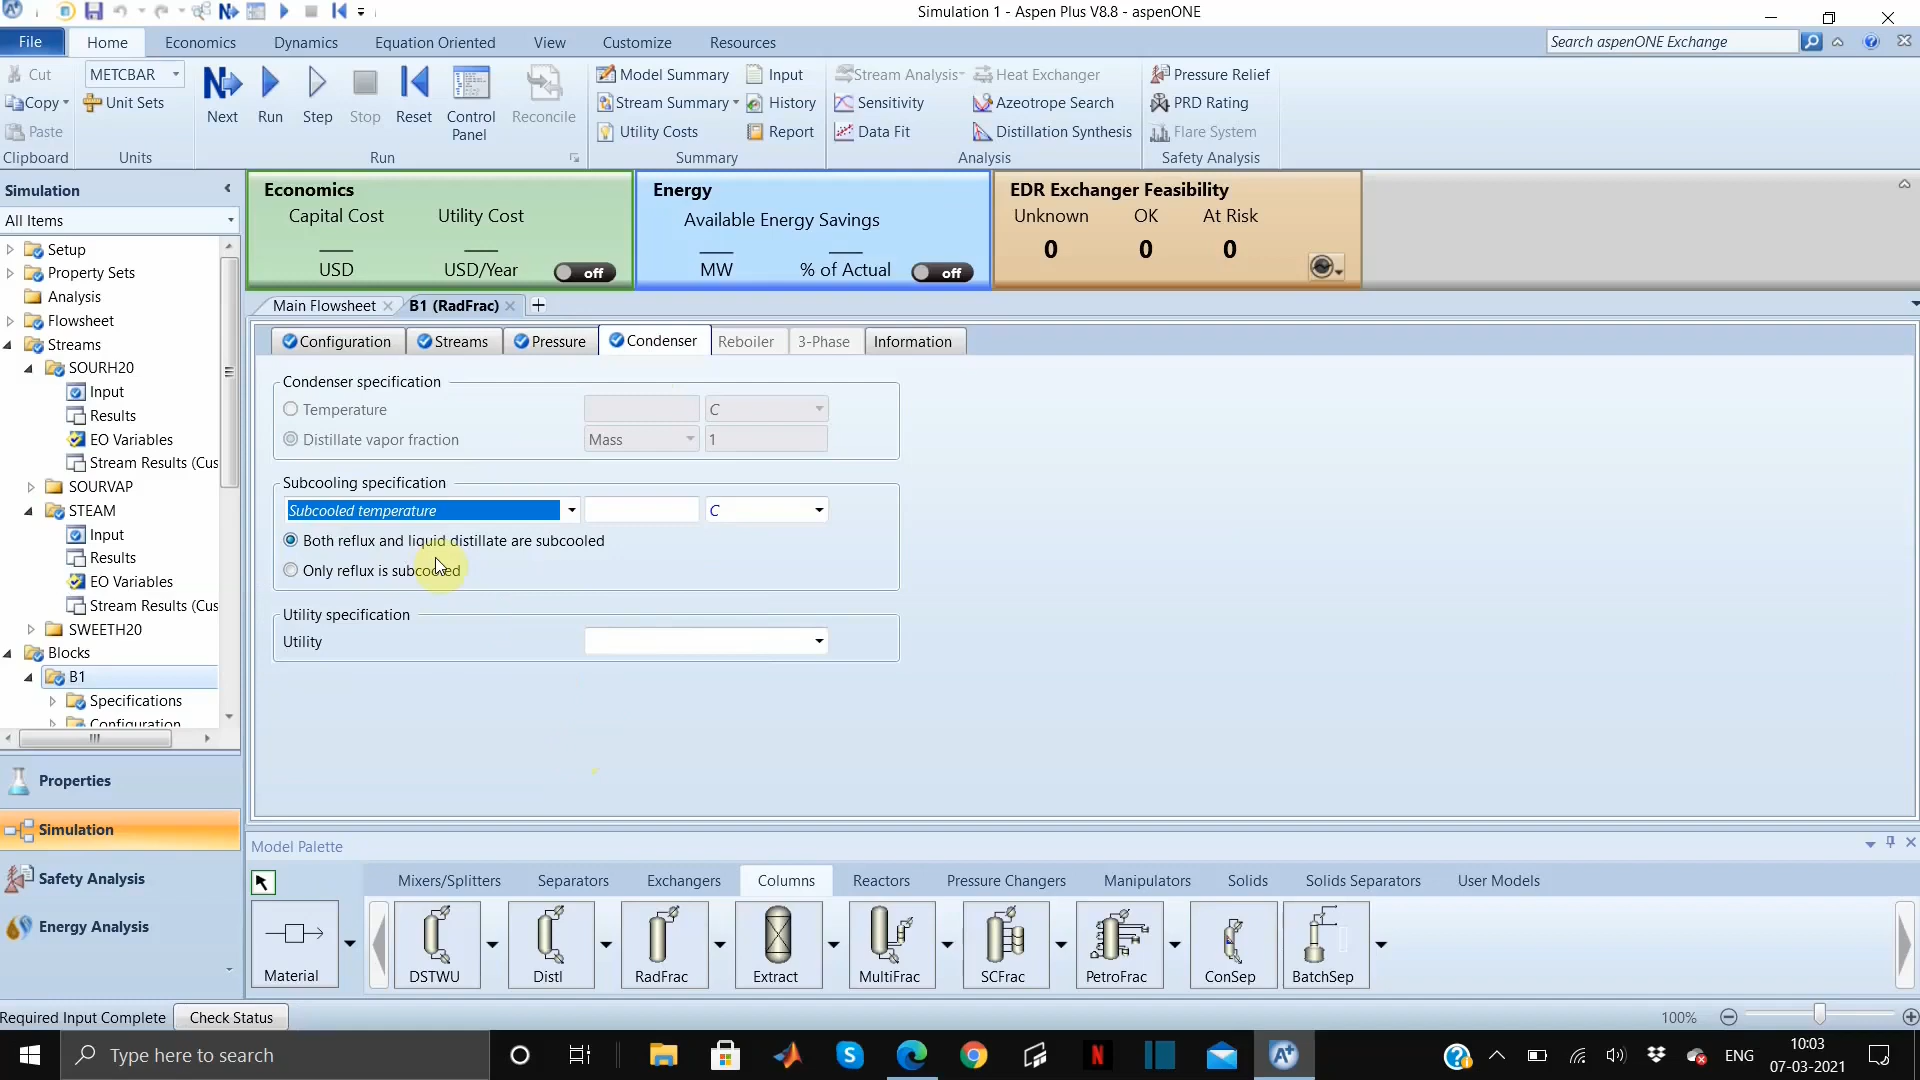 Simulation 1 - Aspen Plus V8.8 - aspenONE
File Home Economics Dynamics Equation Oriented View Customize Resources Search aspenONE Exchange
Cut METCBAR Model Summary Input Stream Analysis Heat Exchanger Pressure Relief
Copy Unit Sets Next Run Step Stop Reset Control Panel Reconcile Stream Summary History Sensitivity Azeotrope Search PRD Rating
Paste Utility Costs Report Data Fit Distillation Synthesis Flare System
Clipboard Units Run Summary Analysis Safety Analysis
Simulation
All Items
Setup
Property Sets
Analysis
Flowsheet
Streams
SOURH20
Input
Results
EO Variables
Stream Results (Cus
SOURVAP
STEAM
Input
Results
EO Variables
Stream Results (Cus
SWEETH20
Blocks
B1
Specifications
Configuration
Properties
Simulation
Safety Analysis
Energy Analysis
Economics
Capital Cost Utility Cost
USD USD/Year off
Energy
Available Energy Savings
MW % of Actual off
EDR Exchanger Feasibility
Unknown OK At Risk
0 0 0
Main Flowsheet B1 (RadFrac)
Configuration Streams Pressure Condenser Reboiler 3-Phase Information
Condenser specification
Temperature C
Distillate vapor fraction Mass 1
Subcooling specification
Subcooled temperature C
Both reflux and liquid distillate are subcooled
Only reflux is subcooled
Utility specification
Utility
Model Palette
Mixers/Splitters Separators Exchangers Columns Reactors Pressure Changers Manipulators Solids Solids Separators User Models
Material DSTWU Distl RadFrac Extract MultiFrac SCFrac PetroFrac ConSep BatchSep
Required Input Complete Check Status 100%
Type here to search ENG 10:03
07-03-2021